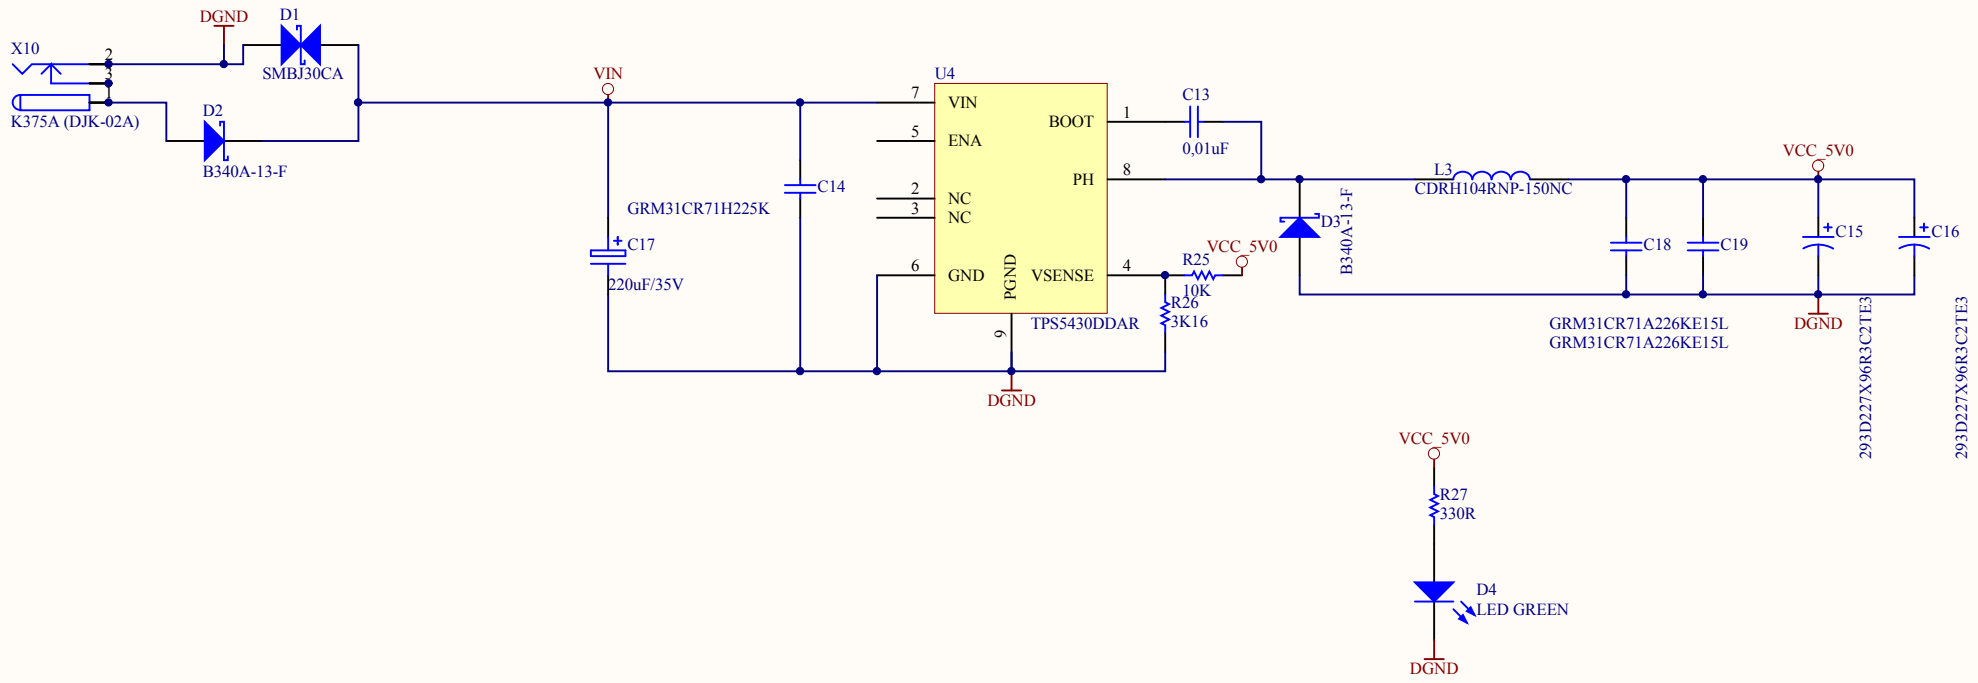 DGND
D1
X10
2
SMBJ30CA
3
1
K375A (DJK-02A)
D2
B340A-13-F
VIN
U4
7
VIN
5
ENA
2
NC
3
NC
6
GND
PGND
9
BOOT
1
PH
8
VSENSE
4
TPS5430DDAR
C13
0,01uF
C14
GRM31CR71H225K
C17
220uF/35V
DGND
VCC_5V0
R25
10K
R26
3K16
D3
B340A-13-F
L3
CDRH104RNP-150NC
C18
C19
VCC_5V0
C15
C16
GRM31CR71A226KE15L
GRM31CR71A226KE15L
DGND
293D227X96R3C2TE3
293D227X96R3C2TE3
VCC_5V0
R27
330R
D4
LED GREEN
DGND